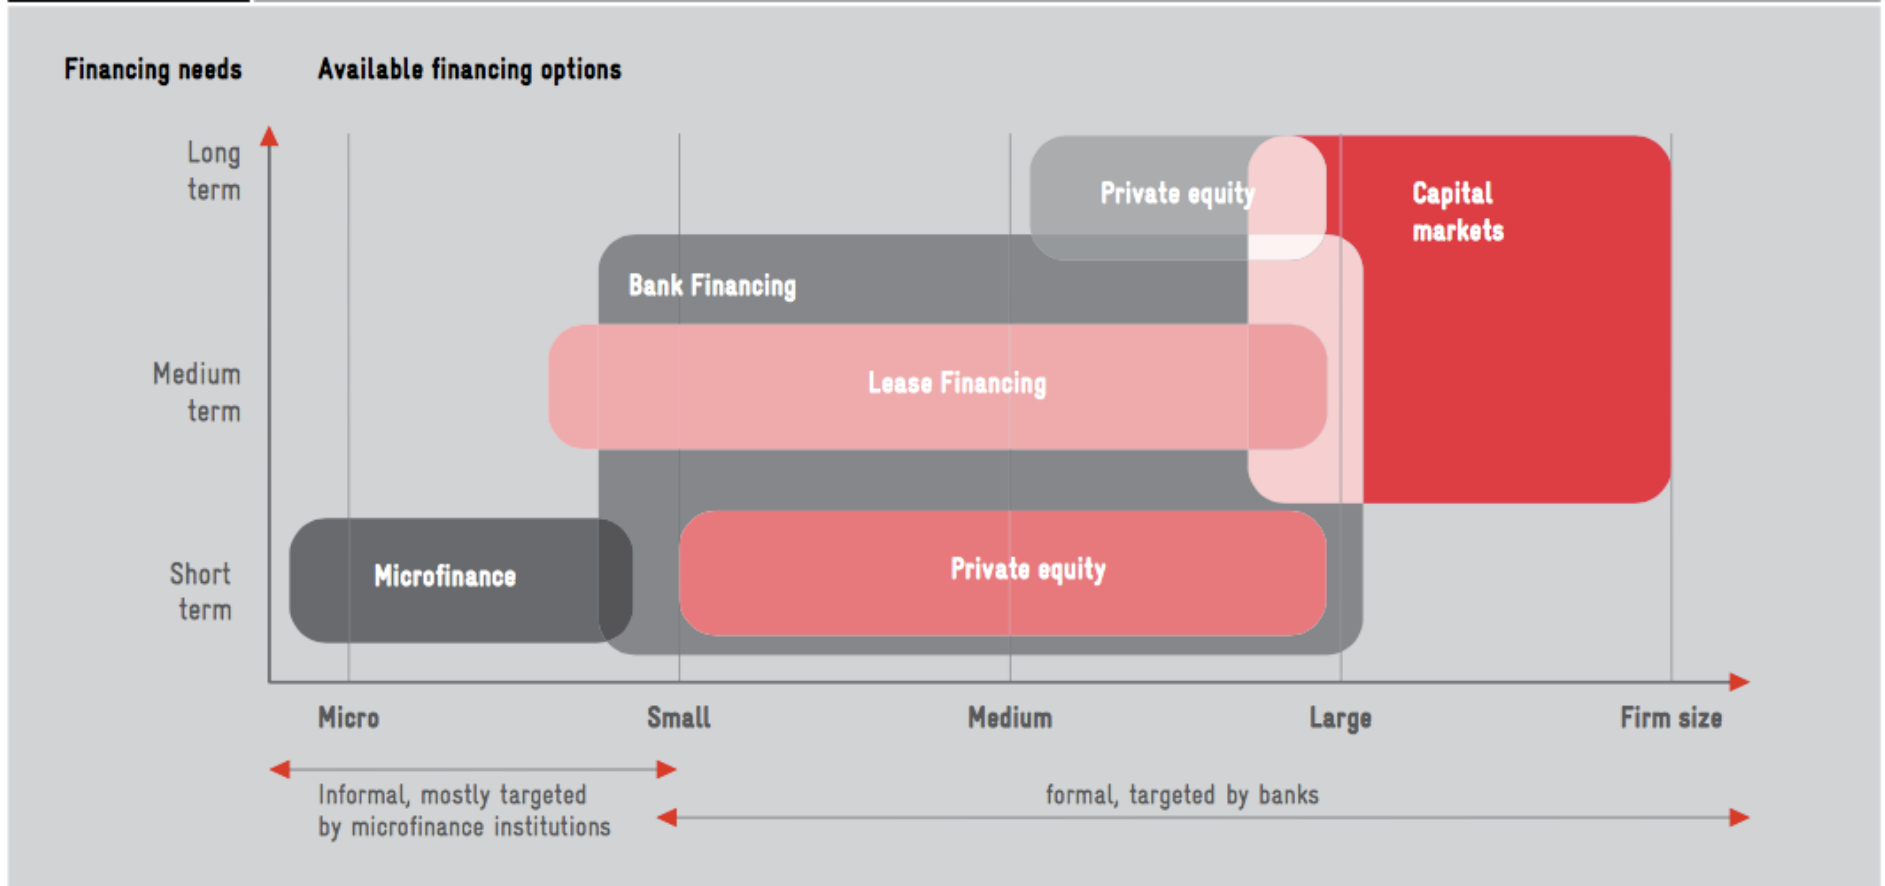 Financing needs
Available financing options
Long
term
Private equity
Capital
markets
Bank Financing
Medium
term
Lease Financing
Short
term
Microfinance
Private equity
Micro
Small
Medium
Large
Firm size
Informal, mostly targeted
by microfinance institutions
formal, targeted by banks